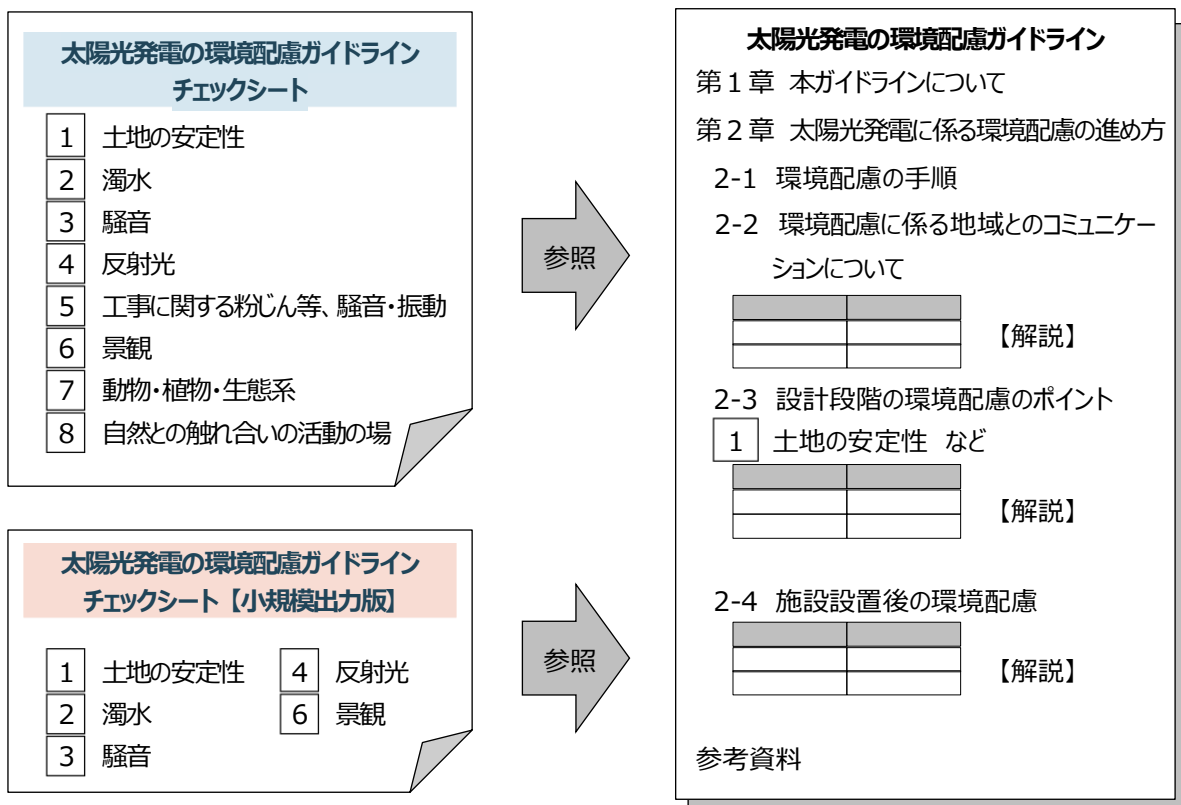 太陽光発電の環境配慮ガイドライン
チェックシート
1 土地の安定性
2 濁水
3 騒音
4 反射光
5 工事に関する粉じん等、騒音・振動
6 景観
7 動物・植物・生態系
8 自然との触れ合いの活動の場
参照
太陽光発電の環境配慮ガイドライン
チェックシート【小規模出力版】
1 土地の安定性
2 濁水
3 騒音
4 反射光
6 景観
参照
太陽光発電の環境配慮ガイドライン
第1章 本ガイドラインについて
第2章 太陽光発電に係る環境配慮の進め方
2-1 環境配慮の手順
2-2 環境配慮に係る地域とのコミュニケー
ションについて
【解説】
2-3 設計段階の環境配慮のポイント
1 土地の安定性 など
【解説】
2-4 施設設置後の環境配慮
【解説】
参考資料